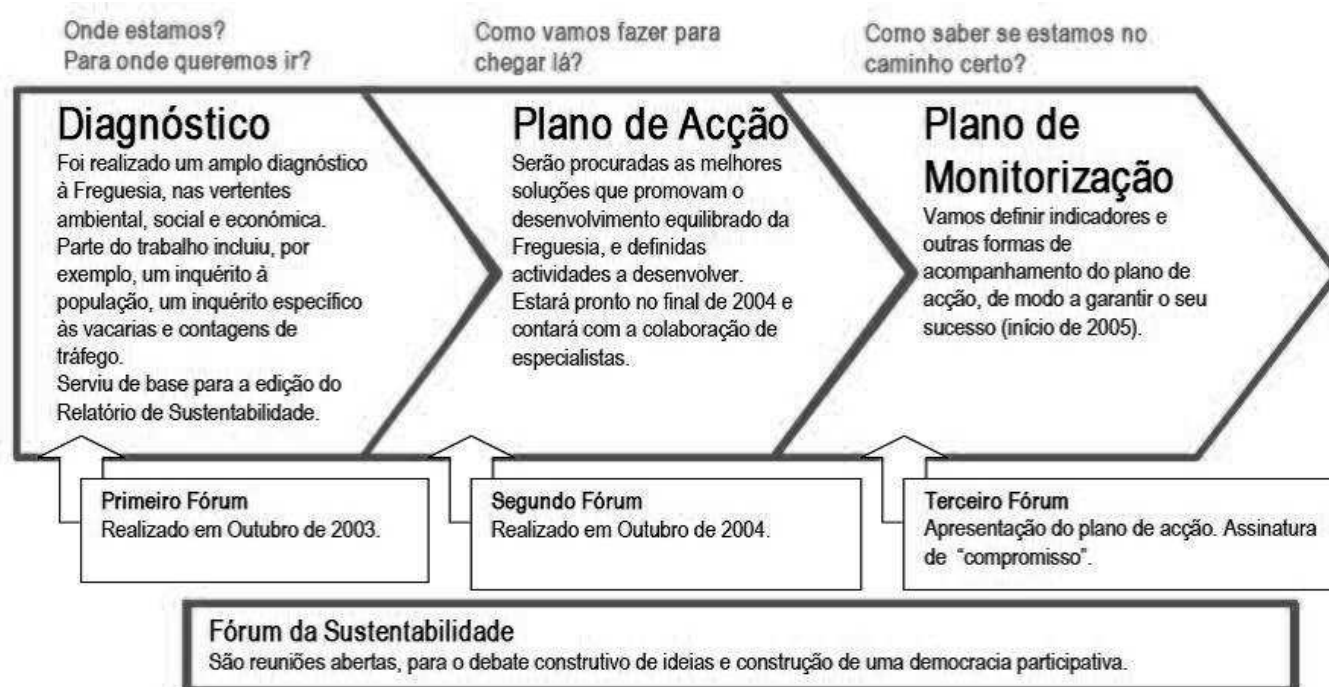 Onde estamos?
Para onde queremos ir?
Como vamos fazer para
chegar lá?
Como saber se estamos no
caminho certo?
Diagnóstico
Foi realizado um amplo diagnóstico
à Freguesia, nas vertentes
ambiental, social e económica.
Parte do trabalho incluiu, por
exemplo, um inquérito à
população, um inquérito específico
às vacarias e contagens de
tráfego.
Serviu de base para a edição do
Relatório de Sustentabilidade.
Plano de Acção
Serão procuradas as melhores
soluções que promovam o
desenvolvimento equilibrado da
Freguesia, e definidas
actividades a desenvolver.
Estará pronto no final de 2004 e
contará com a colaboração de
especialistas.
Plano de
Monitorização
Vamos definir indicadores e
outras formas de
acompanhamento do plano de
acção, de modo a garantir o seu
sucesso (início de 2005).
Primeiro Fórum
Realizado em Outubro de 2003.
Segundo Fórum
Realizado em Outubro de 2004.
Terceiro Fórum
Apresentação do plano de acção. Assinatura
de “compromisso”.
Fórum da Sustentabilidade
São reuniões abertas, para o debate construtivo de ideias e construção de uma democracia participativa.